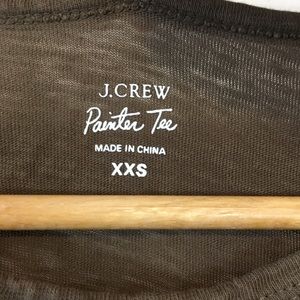 J.CREW
Painter Tee
MADE IN CHINA
XXS